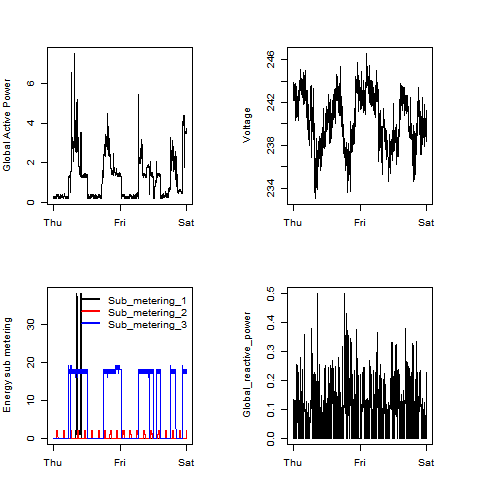 Global Active Power
0
2
4
6
Thu
Fri
Sat
Voltage
234
238
242
246
Thu
Fri
Sat
Energy sub metering
0
10
20
30
Sub_metering_1
Sub_metering_2
Sub_metering_3
Thu
Fri
Sat
Global_reactive_power
0.0
0.1
0.2
0.3
0.4
0.5
Thu
Fri
Sat